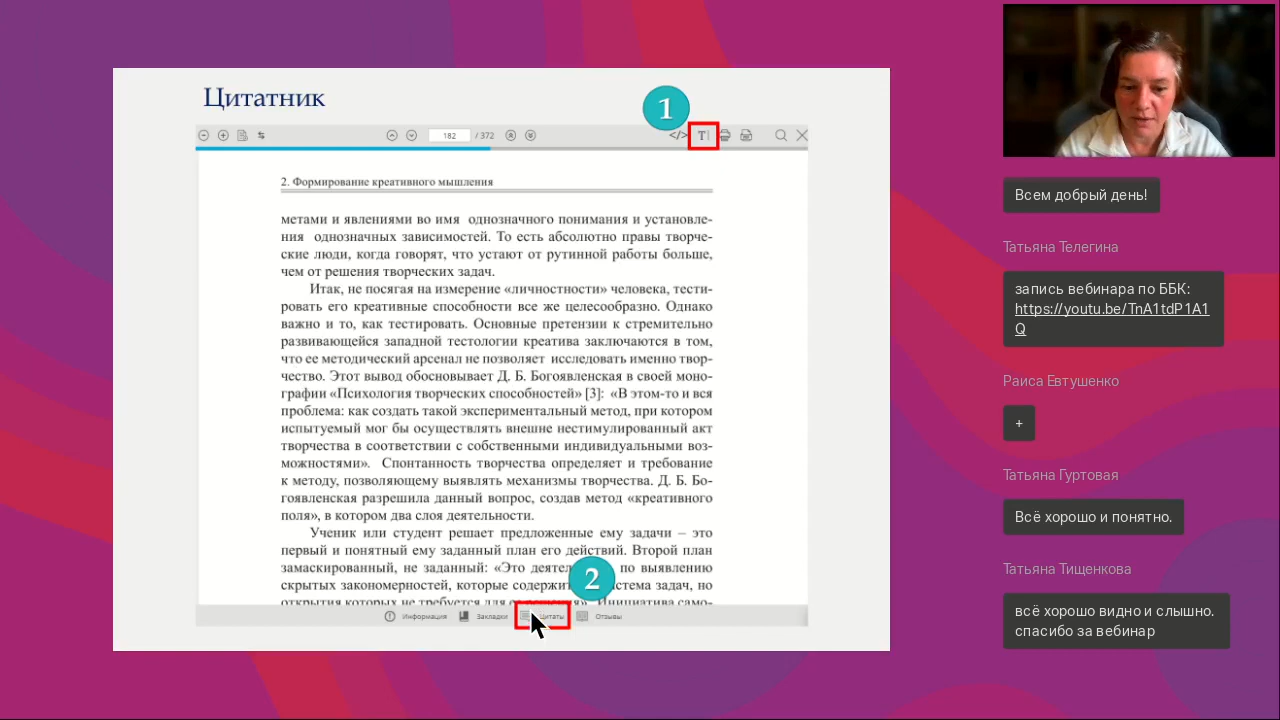 Цитатник
1
182 / 372
</> T
2. Формирование креативного мышления
метами и явлениями во имя однозначного понимания и установле-
ния однозначных зависимостей. То есть абсолютно правы творче-
ские люди, когда говорят, что устают от рутинной работы больше,
чем от решения творческих задач.
Итак, не посягая на измерение «личностности» человека, тести-
ровать его креативные способности все же целесообразно. Однако
важно и то, как тестировать. Основные претензии к стремительно
развивающейся западной тестологии креатива заключаются в том,
что ее методический арсенал не позволяет исследовать именно твор-
чество. Этот вывод обосновывает Д. Б. Богоявленская в своей моно-
графии «Психология творческих способностей» [3]: «В этом-то и вся
проблема: как создать такой экспериментальный метод, при котором
испытуемый мог бы осуществлять внешне нестимулированный акт
творчества в соответствии с собственными индивидуальными воз-
можностями». Спонтанность творчества определяет и требование
к методу, позволяющему выявлять механизмы творчества. Д. Б. Бо-
гоявленская разрешила данный вопрос, создав метод «креативного
поля», в котором два слоя деятельности.
Ученик или студент решает предложенные ему задачи – это
первый и понятный ему заданный план его действий. Второй план
замаскированный, не заданный: «Это деятел по выявлению
скрытых закономерностей, которые содержит стема задач, но
открытия которых не требуется для Инициатива само-
2
Информация Закладки Цитаты Отзывы
Всем добрый день!
Татьяна Телегина
запись вебинара по ББК:
https://youtu.be/TnA1tdP1A1
Q
Раиса Евтушенко
+
Татьяна Гуртовая
Всё хорошо и понятно.
Татьяна Тищенкова
всё хорошо видно и слышно.
спасибо за вебинар